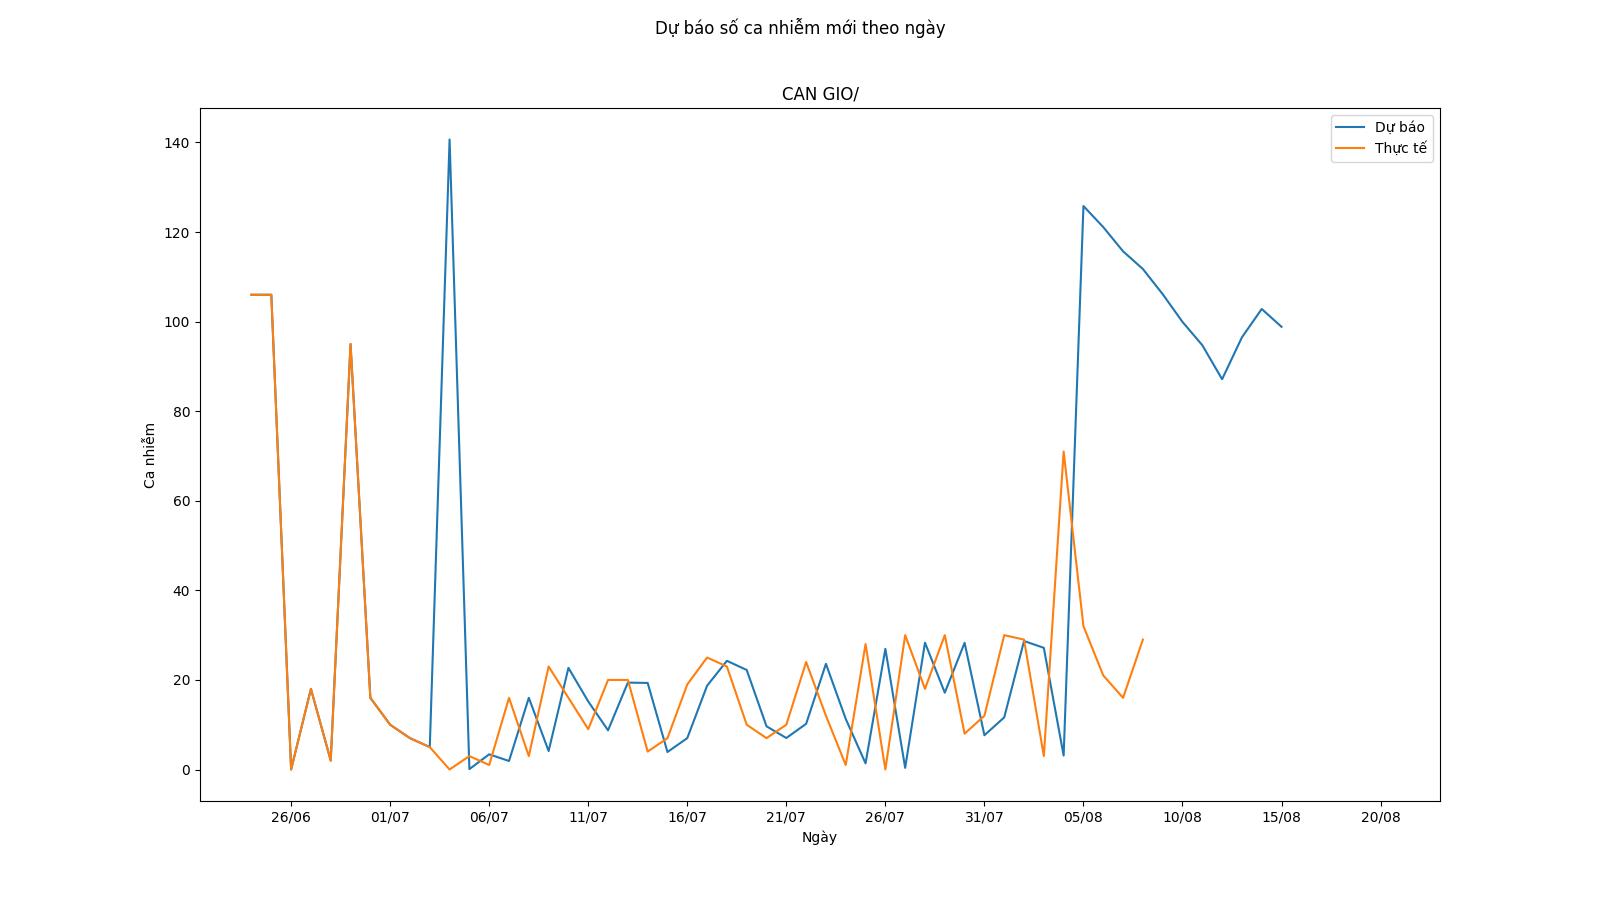 Dự báo số ca nhiễm mới theo ngày
CAN GIO/
Dự báo
Thực tế
140
120
100
80
60
40
20
0
Ca nhiễm
26/06 01/07 06/07 11/07 16/07 21/07 26/07 31/07 05/08 10/08 15/08 20/08
Ngày